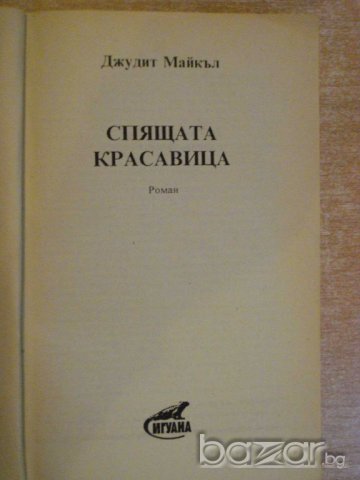 Джудит Майкъл
СПЯЩАТА
КРАСАВИЦА
Роман
ИГУАНА
bazar.bg